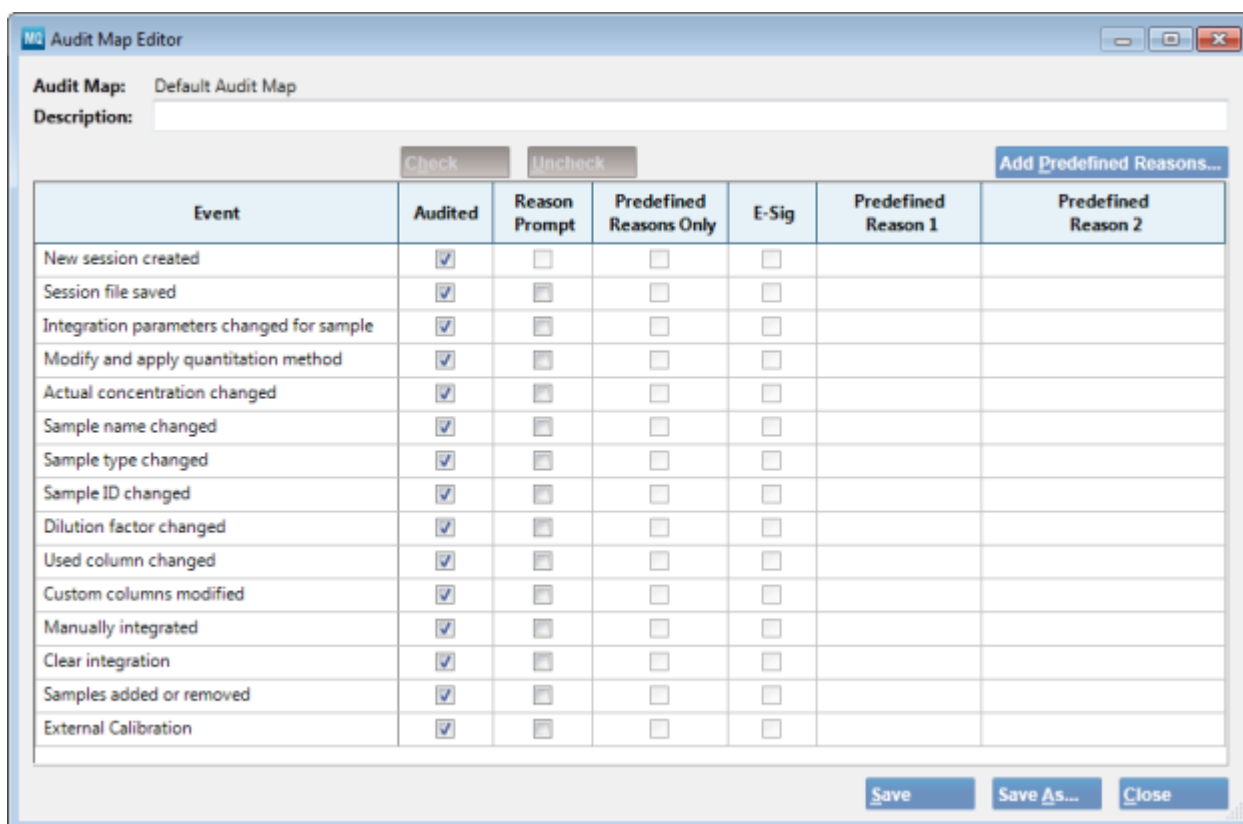 MQ Audit Map Editor
Audit Map: Default Audit Map
Description:
Check Uncheck Add Predefined Reasons...
Event Audited Reason Prompt Predefined Reasons Only E-Sig Predefined Reason 1 Predefined Reason 2
New session created
Session file saved
Integration parameters changed for sample
Modify and apply quantitation method
Actual concentration changed
Sample name changed
Sample type changed
Sample ID changed
Dilution factor changed
Used column changed
Custom columns modified
Manually integrated
Clear integration
Samples added or removed
External Calibration
Save Save As... Close